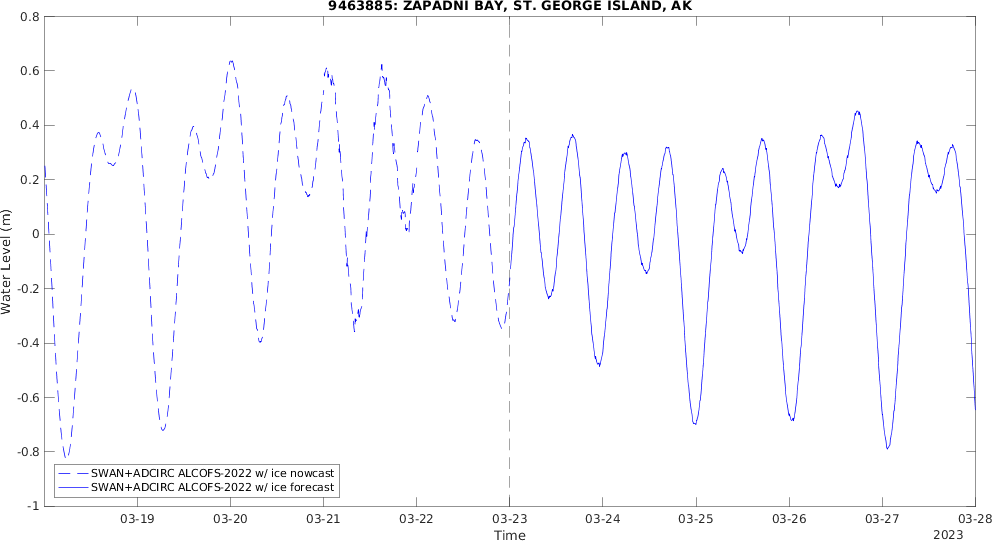 9463885: ZAPADNI BAY, ST. GEORGE ISLAND, AK
0.8
0.6
0.4
0.2
0
-0.2
-0.4
-0.6
-0.8
-1
Water Level (m)
SWAN+ADCIRC ALCOFS-2022 w/ ice nowcast
SWAN+ADCIRC ALCOFS-2022 w/ ice forecast
03-19 03-20 03-21 03-22 03-23 03-24 03-25 03-26 03-27 03-28
Time
2023